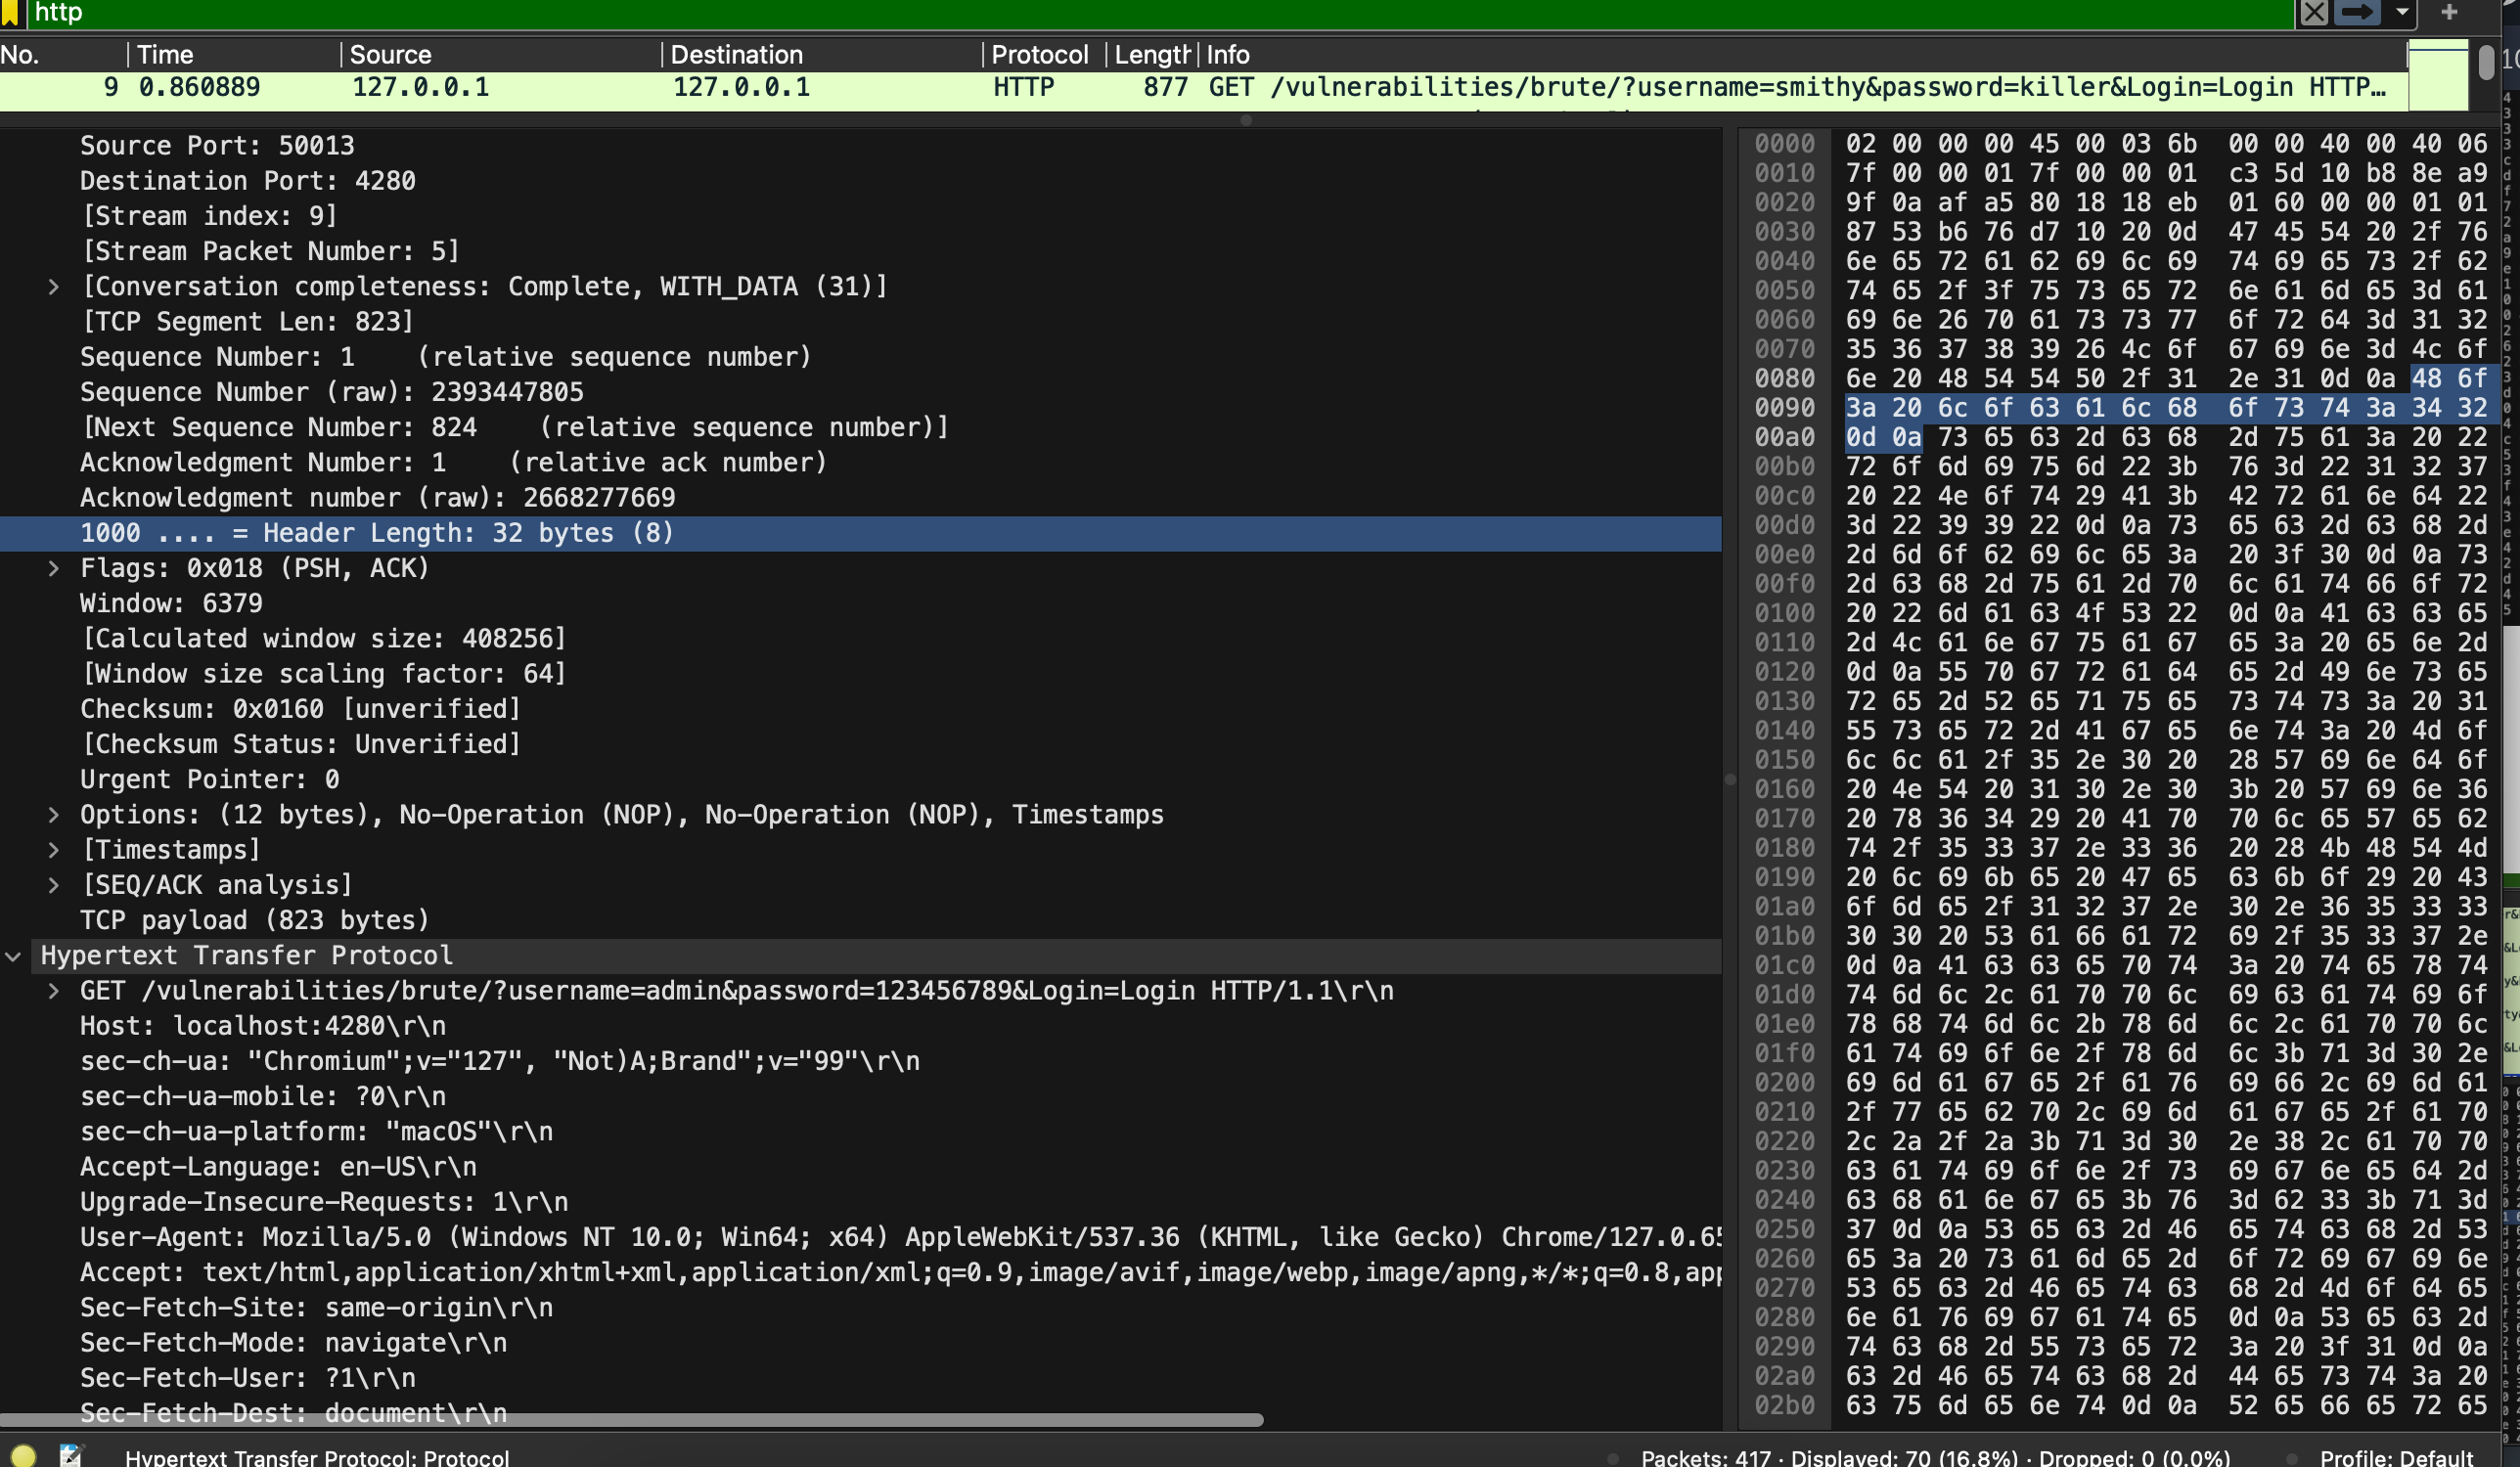 http
No. Time Source Destination Protocol Length Info
9 0.860889 127.0.0.1 127.0.0.1 HTTP 877 GET /vulnerabilities/brute/?username=smithy&password=killer&Login=Login HTTP…
Source Port: 50013
Destination Port: 4280
[Stream index: 9]
[Stream Packet Number: 5]
[Conversation completeness: Complete, WITH_DATA (31)]
[TCP Segment Len: 823]
Sequence Number: 1    (relative sequence number)
Sequence Number (raw): 2393447805
[Next Sequence Number: 824    (relative sequence number)]
Acknowledgment Number: 1    (relative ack number)
Acknowledgment number (raw): 2668277669
1000 .... = Header Length: 32 bytes (8)
Flags: 0x018 (PSH, ACK)
Window: 6379
[Calculated window size: 408256]
[Window size scaling factor: 64]
Checksum: 0x0160 [unverified]
[Checksum Status: Unverified]
Urgent Pointer: 0
Options: (12 bytes), No-Operation (NOP), No-Operation (NOP), Timestamps
[Timestamps]
[SEQ/ACK analysis]
TCP payload (823 bytes)
Hypertext Transfer Protocol
GET /vulnerabilities/brute/?username=admin&password=123456789&Login=Login HTTP/1.1\r\n
Host: localhost:4280\r\n
sec-ch-ua: "Chromium";v="127", "Not)A;Brand";v="99"\r\n
sec-ch-ua-mobile: ?0\r\n
sec-ch-ua-platform: "macOS"\r\n
Accept-Language: en-US\r\n
Upgrade-Insecure-Requests: 1\r\n
User-Agent: Mozilla/5.0 (Windows NT 10.0; Win64; x64) AppleWebKit/537.36 (KHTML, like Gecko) Chrome/127.0.65
Accept: text/html,application/xhtml+xml,application/xml;q=0.9,image/avif,image/webp,image/apng,*/*;q=0.8,app
Sec-Fetch-Site: same-origin\r\n
Sec-Fetch-Mode: navigate\r\n
Sec-Fetch-User: ?1\r\n
Sec-Fetch-Dest: document\r\n
0000 02 00 00 00 45 00 03 6b 00 00 40 00 40 06
0010 7f 00 00 01 7f 00 00 01 c3 5d 10 b8 8e a9
0020 9f 0a af a5 80 18 18 eb 01 60 00 00 01 01
0030 87 53 b6 76 d7 10 20 0d 47 45 54 20 2f 76
0040 6e 65 72 61 62 69 6c 69 74 69 65 73 2f 62
0050 74 65 2f 3f 75 73 65 72 6e 61 6d 65 3d 61
0060 69 6e 26 70 61 73 73 77 6f 72 64 3d 31 32
0070 35 36 37 38 39 26 4c 6f 67 69 6e 3d 4c 6f
0080 6e 20 48 54 54 50 2f 31 2e 31 0d 0a 48 6f
0090 3a 20 6c 6f 63 61 6c 68 6f 73 74 3a 34 32
00a0 0d 0a 73 65 63 2d 63 68 2d 75 61 3a 20 22
00b0 72 6f 6d 69 75 6d 22 3b 76 3d 22 31 32 37
00c0 20 22 4e 6f 74 29 41 3b 42 72 61 6e 64 22
00d0 3d 22 39 39 22 0d 0a 73 65 63 2d 63 68 2d
00e0 2d 6d 6f 62 69 6c 65 3a 20 3f 30 0d 0a 73
00f0 2d 63 68 2d 75 61 2d 70 6c 61 74 66 6f 72
0100 20 22 6d 61 63 4f 53 22 0d 0a 41 63 63 65
0110 2d 4c 61 6e 67 75 61 67 65 3a 20 65 6e 2d
0120 0d 0a 55 70 67 72 61 64 65 2d 49 6e 73 65
0130 72 65 2d 52 65 71 75 65 73 74 73 3a 20 31
0140 55 73 65 72 2d 41 67 65 6e 74 3a 20 4d 6f
0150 6c 6c 61 2f 35 2e 30 20 28 57 69 6e 64 6f
0160 20 4e 54 20 31 30 2e 30 3b 20 57 69 6e 36
0170 20 78 36 34 29 20 41 70 70 6c 65 57 65 62
0180 74 2f 35 33 37 2e 33 36 20 28 4b 48 54 4d
0190 20 6c 69 6b 65 20 47 65 63 6b 6f 29 20 43
01a0 6f 6d 65 2f 31 32 37 2e 30 2e 36 35 33 33
01b0 30 30 20 53 61 66 61 72 69 2f 35 33 37 2e
01c0 0d 0a 41 63 63 65 70 74 3a 20 74 65 78 74
01d0 74 6d 6c 2c 61 70 70 6c 69 63 61 74 69 6f
01e0 78 68 74 6d 6c 2b 78 6d 6c 2c 61 70 70 6c
01f0 61 74 69 6f 6e 2f 78 6d 6c 3b 71 3d 30 2e
0200 69 6d 61 67 65 2f 61 76 69 66 2c 69 6d 61
0210 2f 77 65 62 70 2c 69 6d 61 67 65 2f 61 70
0220 2c 2a 2f 2a 3b 71 3d 30 2e 38 2c 61 70 70
0230 63 61 74 69 6f 6e 2f 73 69 67 6e 65 64 2d
0240 63 68 61 6e 67 65 3b 76 3d 62 33 3b 71 3d
0250 37 0d 0a 53 65 63 2d 46 65 74 63 68 2d 53
0260 65 3a 20 73 61 6d 65 2d 6f 72 69 67 69 6e
0270 53 65 63 2d 46 65 74 63 68 2d 4d 6f 64 65
0280 6e 61 76 69 67 61 74 65 0d 0a 53 65 63 2d
0290 74 63 68 2d 55 73 65 72 3a 20 3f 31 0d 0a
02a0 63 2d 46 65 74 63 68 2d 44 65 73 74 3a 20
02b0 63 75 6d 65 6e 74 0d 0a 52 65 66 65 72 65
Hypertext Transfer Protocol: Protocol
Packets: 417 · Displayed: 70 (16.8%) · Dropped: 0 (0.0%)
Profile: Default